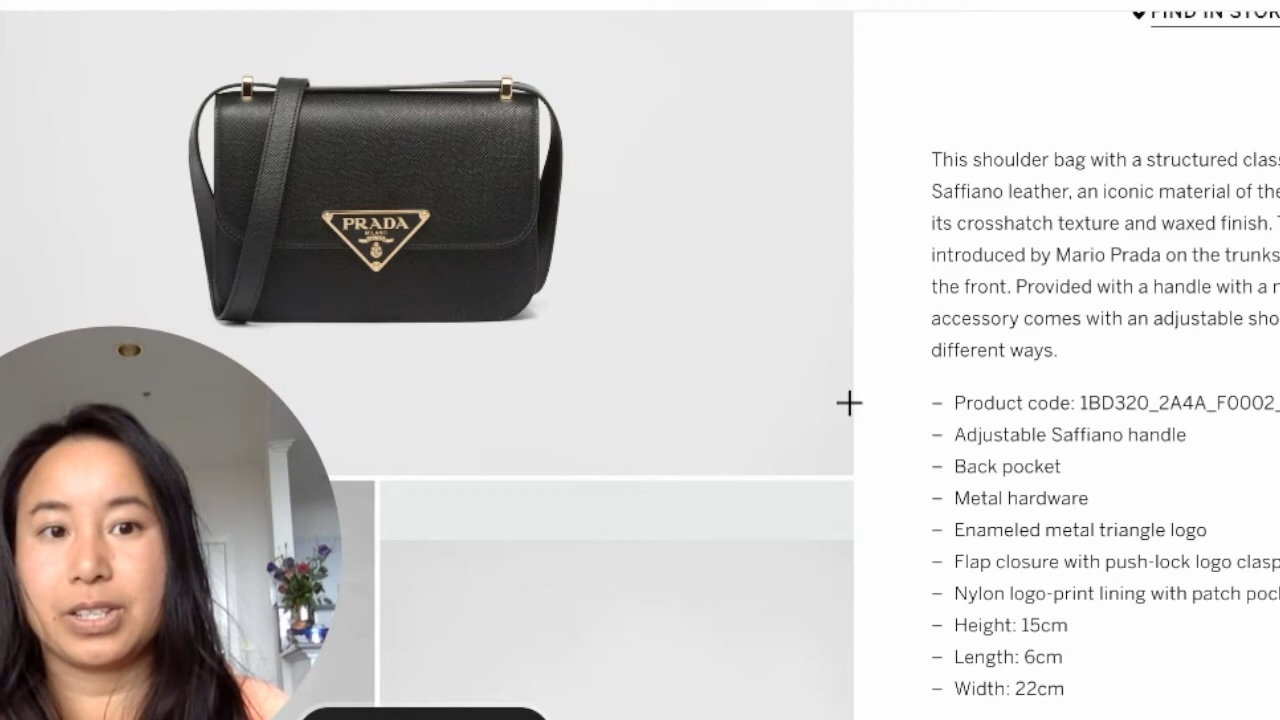 FIND IN STOR
PRADA
MILANO
This shoulder bag with a structured clas
Saffiano leather, an iconic material of the
its crosshatch texture and waxed finish.
introduced by Mario Prada on the trunks
the front. Provided with a handle with a
accessory comes with an adjustable sho
different ways.
– Product code: 1BD320_2A4A_F0002_
– Adjustable Saffiano handle
– Back pocket
– Metal hardware
– Enameled metal triangle logo
– Flap closure with push-lock logo clasp
– Nylon logo-print lining with patch poc
– Height: 15cm
– Length: 6cm
– Width: 22cm